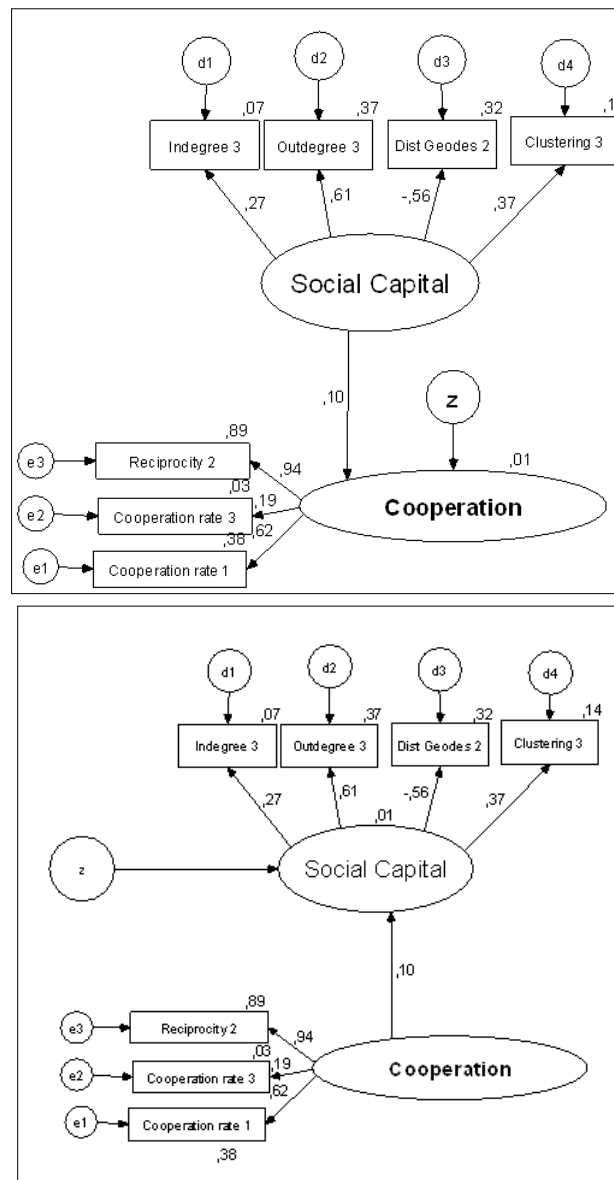 d1 d2 d3 d4
,07 ,37 ,32 ,1
Indegree 3 Outdegree 3 Dist Geodes 2 Clustering 3
,27 ,61 -,56 ,37
Social Capital
,10
z
,89 ,01
e3 Reciprocity 2 ,94
,03 ,19
e2 Cooperation rate 3 Cooperation
,38 ,62
e1 Cooperation rate 1
d1 d2 d3 d4
,07 ,37 ,32 ,14
Indegree 3 Outdegree 3 Dist Geodes 2 Clustering 3
,27 ,61 -,56 ,37
,01
z Social Capital
,10
,89
e3 Reciprocity 2 ,94
,03 ,19
e2 Cooperation rate 3 Cooperation
,62
e1 Cooperation rate 1
,38